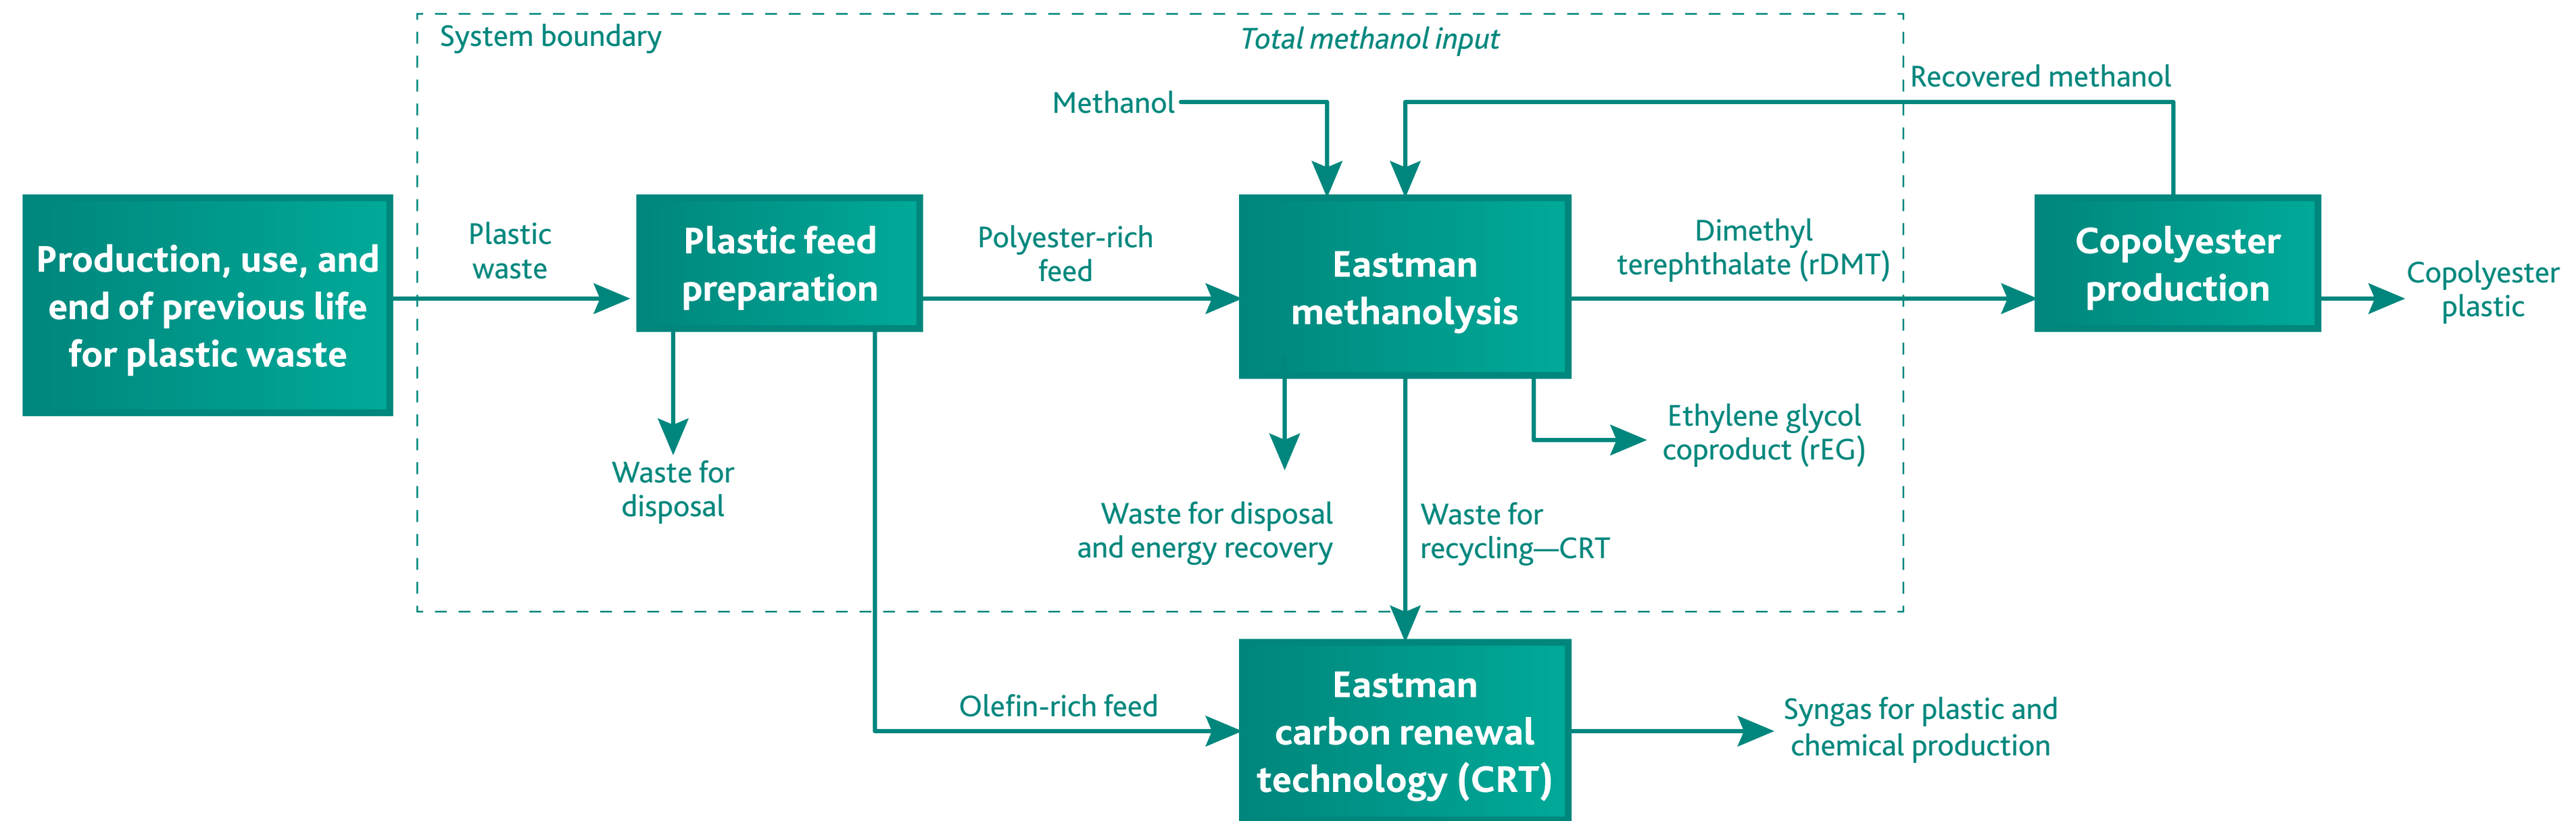 System boundary
Total methanol input
Recovered methanol
Methanol
Production, use, and
end of previous life
for plastic waste
Plastic
waste
Plastic feed
preparation
Polyester-rich
feed
Eastman
methanolysis
Dimethyl
terephthalate (rDMT)
Copolyester
production
Copolyester
plastic
Waste for
disposal
Waste for disposal
and energy recovery
Waste for
recycling—CRT
Ethylene glycol
coproduct (rEG)
Olefin-rich feed
Eastman
carbon renewal
technology (CRT)
Syngas for plastic and
chemical production